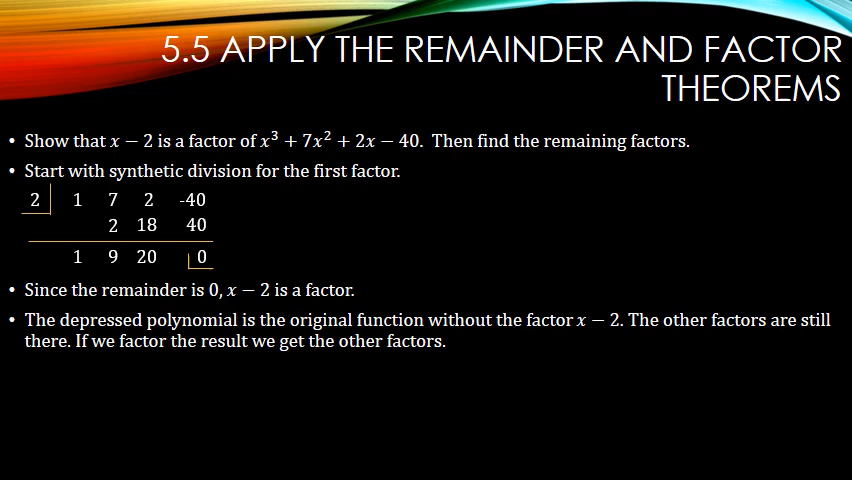 5.5 APPLY THE REMAINDER AND FACTOR
THEOREMS
• Show that x − 2 is a factor of x³ + 7x² + 2x − 40. Then find the remaining factors.
• Start with synthetic division for the first factor.
2 1 7 2 -40
2 18 40
1 9 20 0
• Since the remainder is 0, x − 2 is a factor.
• The depressed polynomial is the original function without the factor x − 2. The other factors are still
there. If we factor the result we get the other factors.